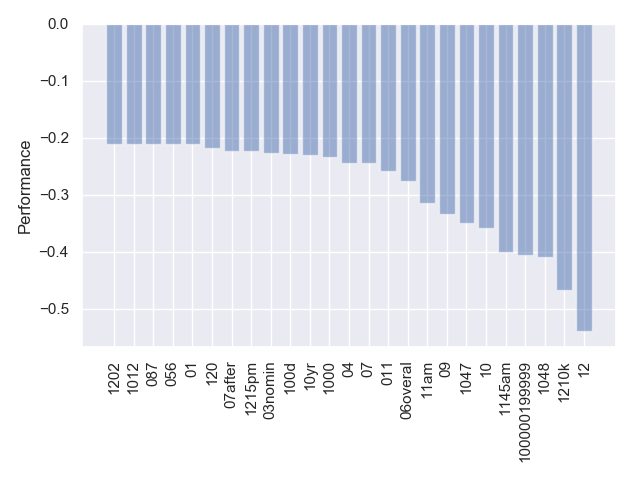 0.0
−0.1
−0.2
−0.3
−0.4
−0.5
Performance
1202
1012
087
056
01
120
07after
1215pm
03nomin
100d
10yr
1000
04
07
011
06overal
11am
09
1047
10
1145am
100000199999
1048
1210k
12